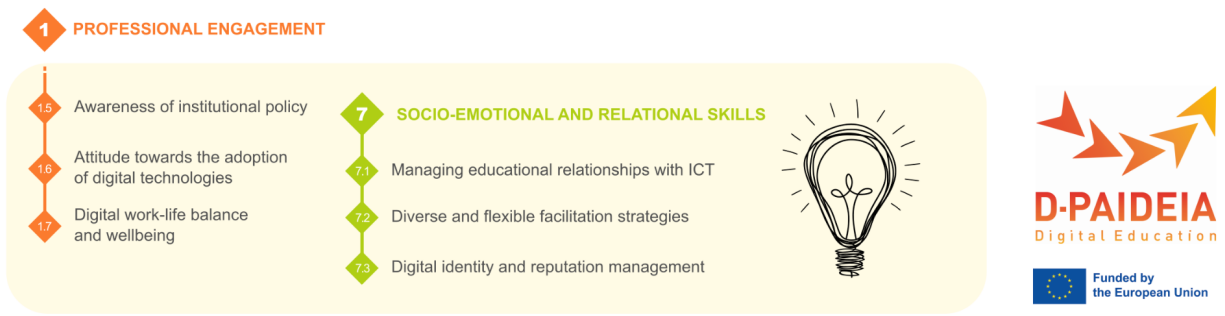 1 PROFESSIONAL ENGAGEMENT
1.5 Awareness of institutional policy
1.6 Attitude towards the adoption
of digital technologies
1.7 Digital work-life balance
and wellbeing
7 SOCIO-EMOTIONAL AND RELATIONAL SKILLS
7.1 Managing educational relationships with ICT
7.2 Diverse and flexible facilitation strategies
7.3 Digital identity and reputation management
D-PAIDEIA
Digital Education
Funded by
the European Union